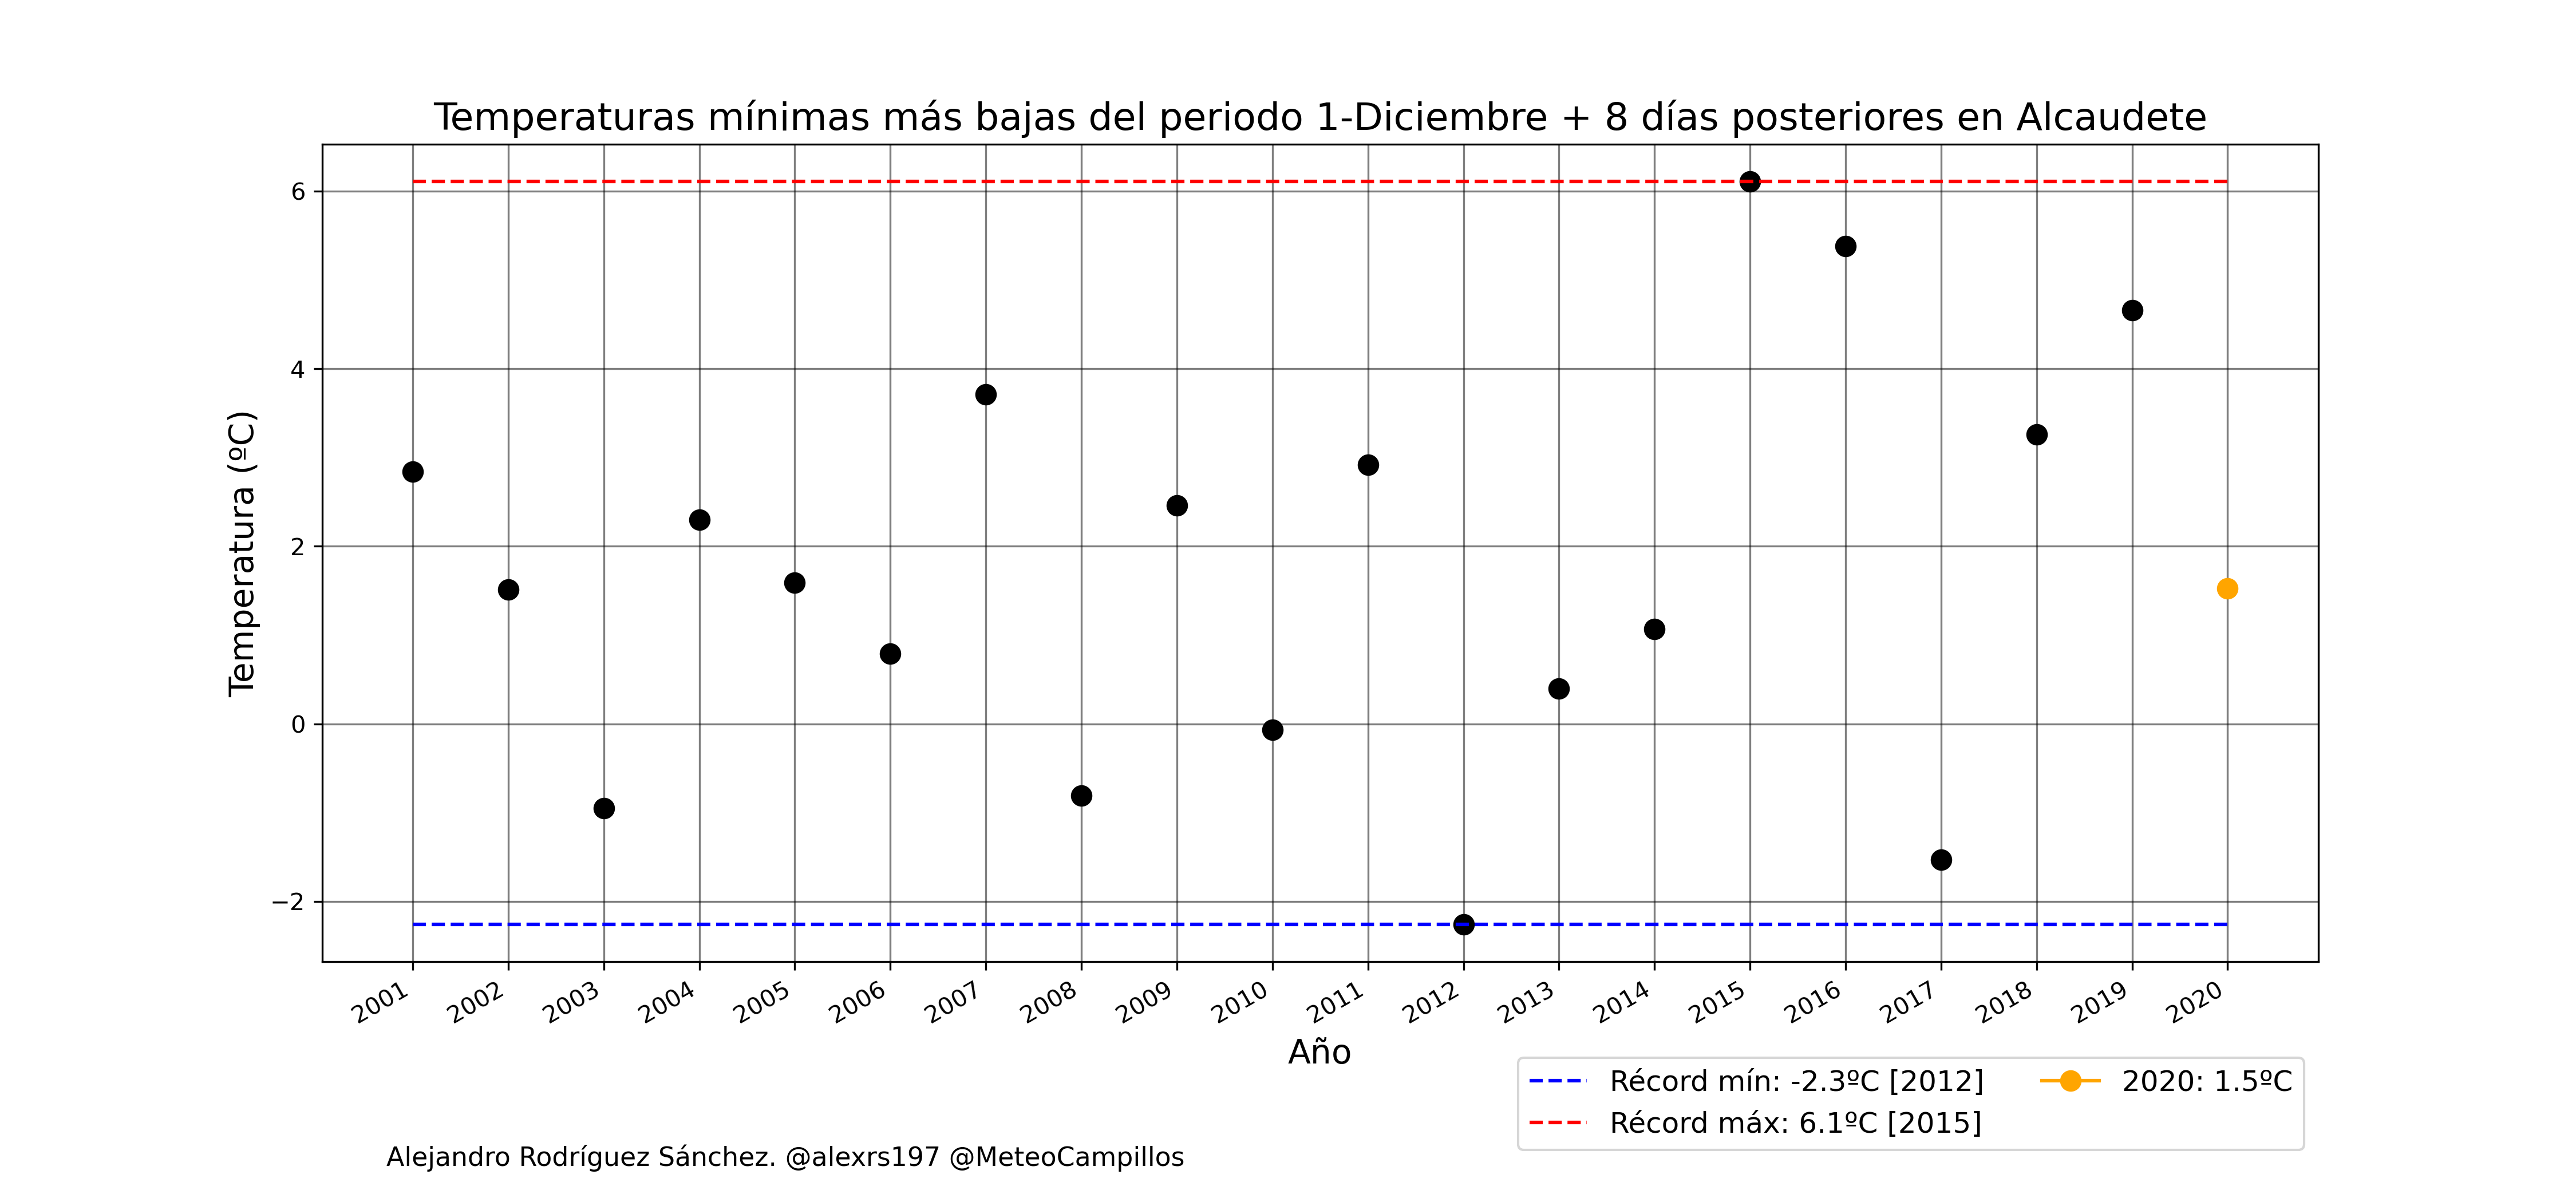 Temperaturas mínimas más bajas del periodo 1-Diciembre + 8 días posteriores en Alcaudete
Temperatura (ºC)
6
4
2
0
−2
2001 2002 2003 2004 2005 2006 2007 2008 2009 2010 2011 2012 2013 2014 2015 2016 2017 2018 2019 2020
Año
Récord mín: -2.3ºC [2012]
Récord máx: 6.1ºC [2015]
2020: 1.5ºC
Alejandro Rodríguez Sánchez. @alexrs197 @MeteoCampillos